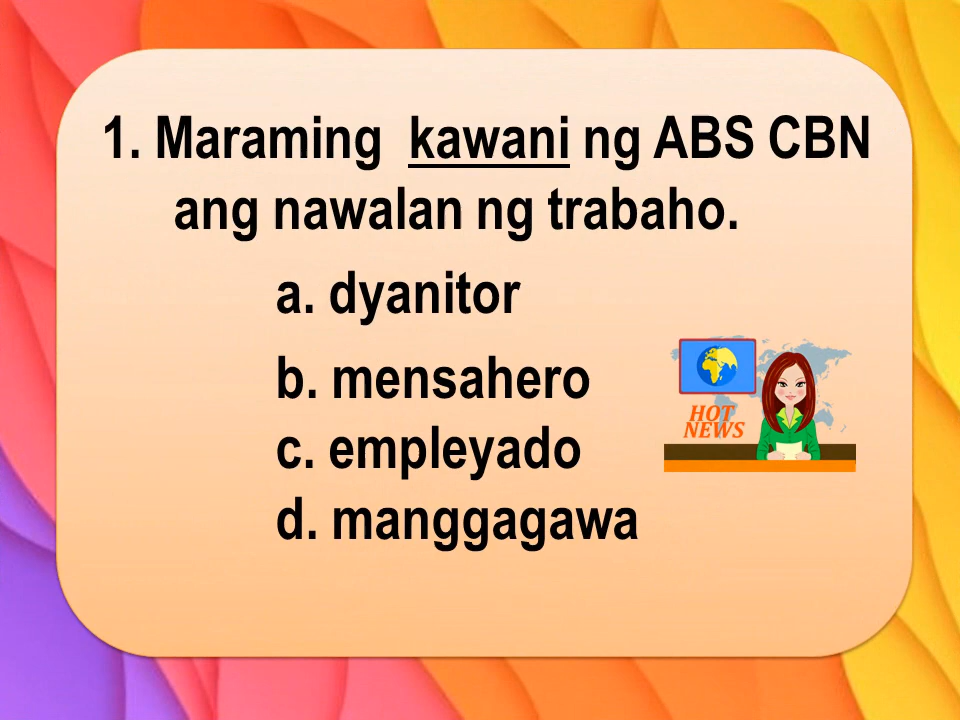 1. Maraming kawani ng ABS CBN
ang nawalan ng trabaho.
a. dyanitor
b. mensahero
HOT
NEWS
c. empleyado
d. manggagawa